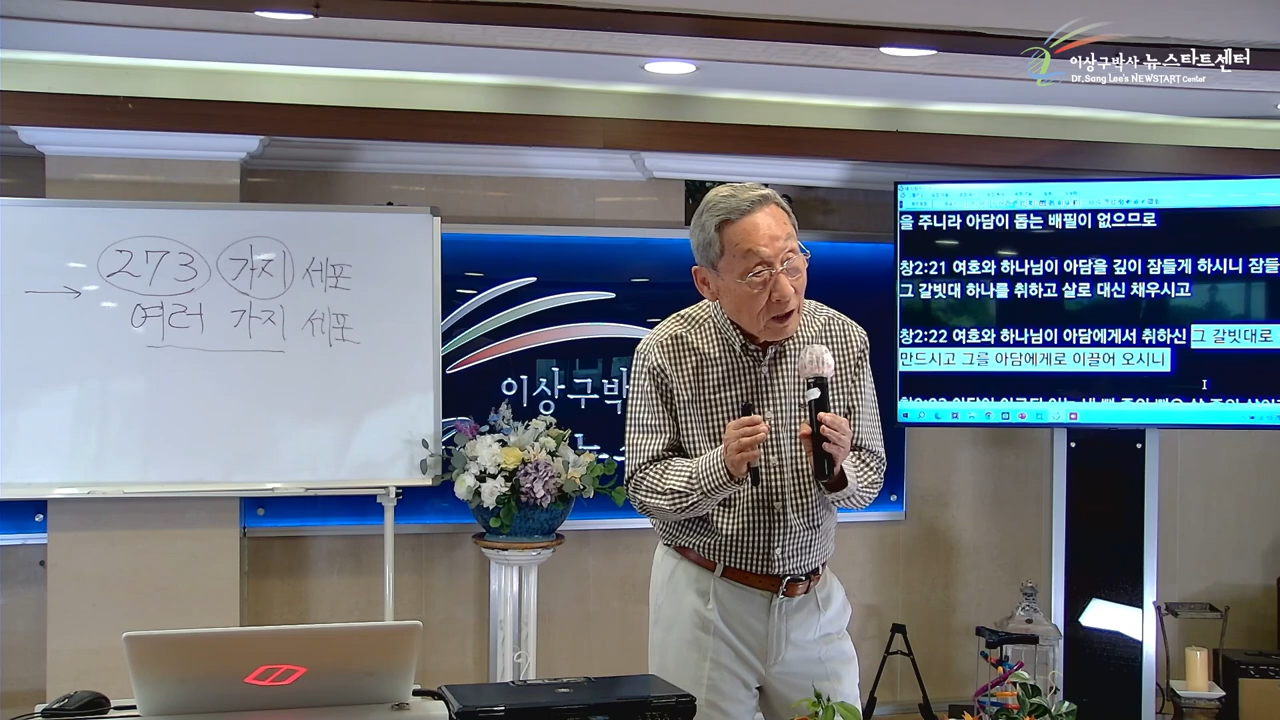 이상구박사 뉴스타트센터
Dr. Sang Lee's NEWSTART Center
273 가지 세포
여러 가지 세포
이상구박
을 주니라 아담이 돕는 배필이 없으므로
창2:21 여호와 하나님이 아담을 깊이 잠들게 하시니 잠들
그 갈빗대 하나를 취하고 살로 대신 채우시고
창2:22 여호와 하나님이 아담에게서 취하신 그 갈빗대로
만드시고 그를 아담에게로 이끌어 오시니